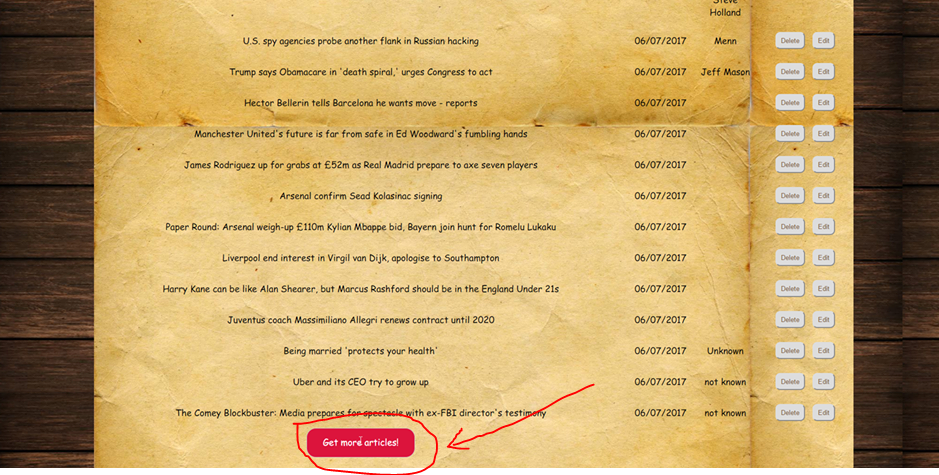 Steve
Holland
U.S. spy agencies probe another flank in Russian hacking 06/07/2017 Menn Delete Edit
Trump says Obamacare in 'death spiral,' urges Congress to act 06/07/2017 Jeff Mason Delete Edit
Hector Bellerin tells Barcelona he wants move - reports 06/07/2017 Delete Edit
Manchester United's future is far from safe in Ed Woodward's fumbling hands 06/07/2017 Delete Edit
James Rodriguez up for grabs at £52m as Real Madrid prepare to axe seven players 06/07/2017 Delete Edit
Arsenal confirm Sead Kolasinac signing 06/07/2017 Delete Edit
Paper Round: Arsenal weigh-up £110m Kylian Mbappe bid, Bayern join hunt for Romelu Lukaku 06/07/2017 Delete Edit
Liverpool end interest in Virgil van Dijk, apologise to Southampton 06/07/2017 Delete Edit
Harry Kane can be like Alan Shearer, but Marcus Rashford should be in the England Under 21s 06/07/2017 Delete Edit
Juventus coach Massimiliano Allegri renews contract until 2020 06/07/2017 Delete Edit
Being married 'protects your health' 06/07/2017 Unknown Delete Edit
Uber and its CEO try to grow up 06/07/2017 not known Delete Edit
The Comey Blockbuster: Media prepares for spectacle with ex-FBI director's testimony 06/07/2017 not known Delete Edit
Get more articles!